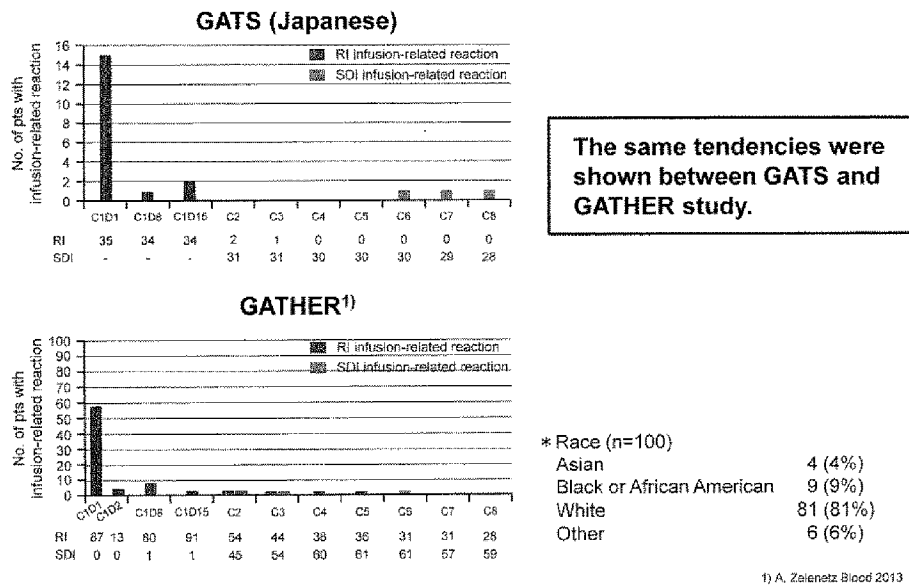 GATS (Japanese)
No. of pts with
infusion-related reaction
16
14
12
10
8
6
4
2
0
RI infusion-related reaction
SDI infusion-related reaction
C1D1 C1D8 C1D15 C2 C3 C4 C5 C6 C7 C8
RI 35 34 34 2 1 0 0 0 0 0
SDI - - - 31 31 30 30 30 29 28
The same tendencies were
shown between GATS and
GATHER study.
GATHER1)
No. of pts with
infusion-related reaction
100
90
80
70
60
50
40
30
20
10
0
RI infusion-related reaction
SDI infusion-related reaction
C1D1 C1D2 C1D8 C1D15 C2 C3 C4 C5 C6 C7 C8
RI 87 13 80 91 54 44 38 36 31 31 28
SDI 0 0 1 1 45 54 60 61 61 57 59
* Race (n=100)
Asian 4 (4%)
Black or African American 9 (9%)
White 81 (81%)
Other 6 (6%)
1) A. Zelenetz Blood 2013